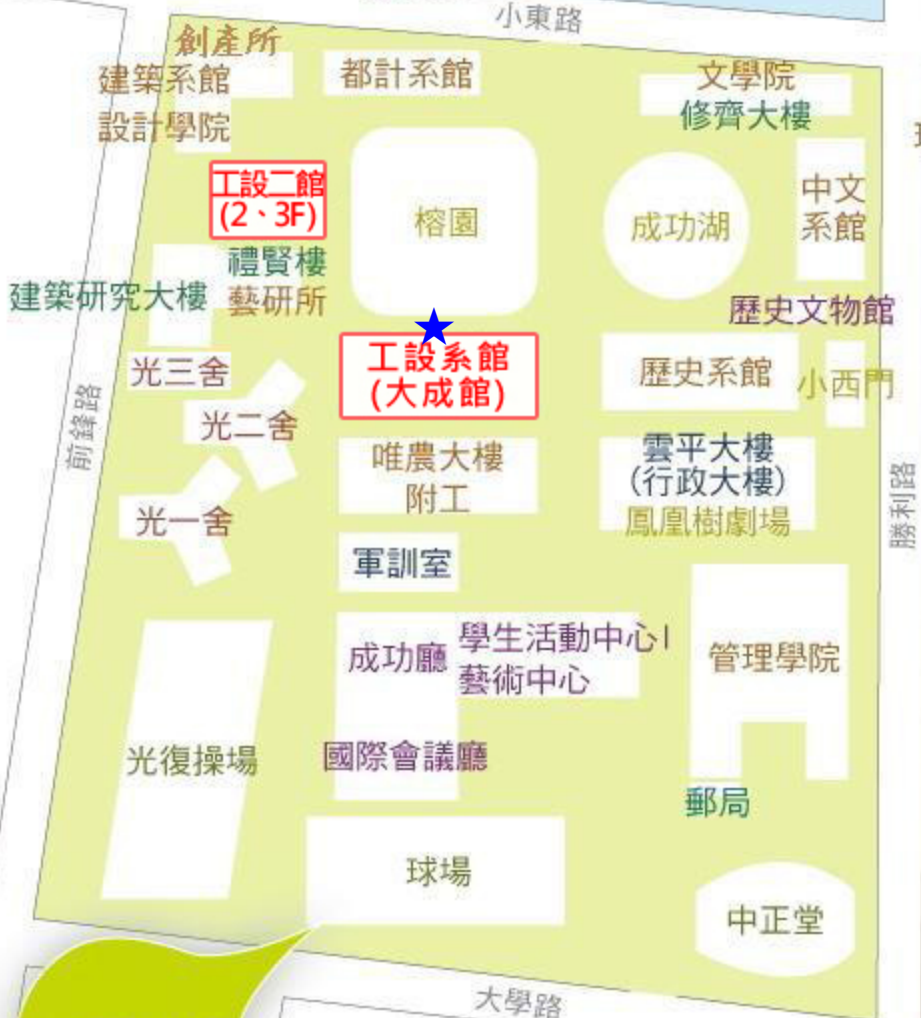 小東路
創產所
建築系館
設計學院
都計系館
文學院
修齊大樓
工設二館
(2、3F)
榕園
成功湖
中文
系館
禮賢樓
藝研所
建築研究大樓
歷史文物館
工設系館
(大成館)
歷史系館
小西門
光三舍
光二舍
前鋒路
唯農大樓
附工
雲平大樓
(行政大樓)
鳳凰樹劇場
勝利路
光一舍
軍訓室
成功廳
學生活動中心I
藝術中心
管理學院
光復操場
國際會議廳
郵局
球場
中正堂
大學路